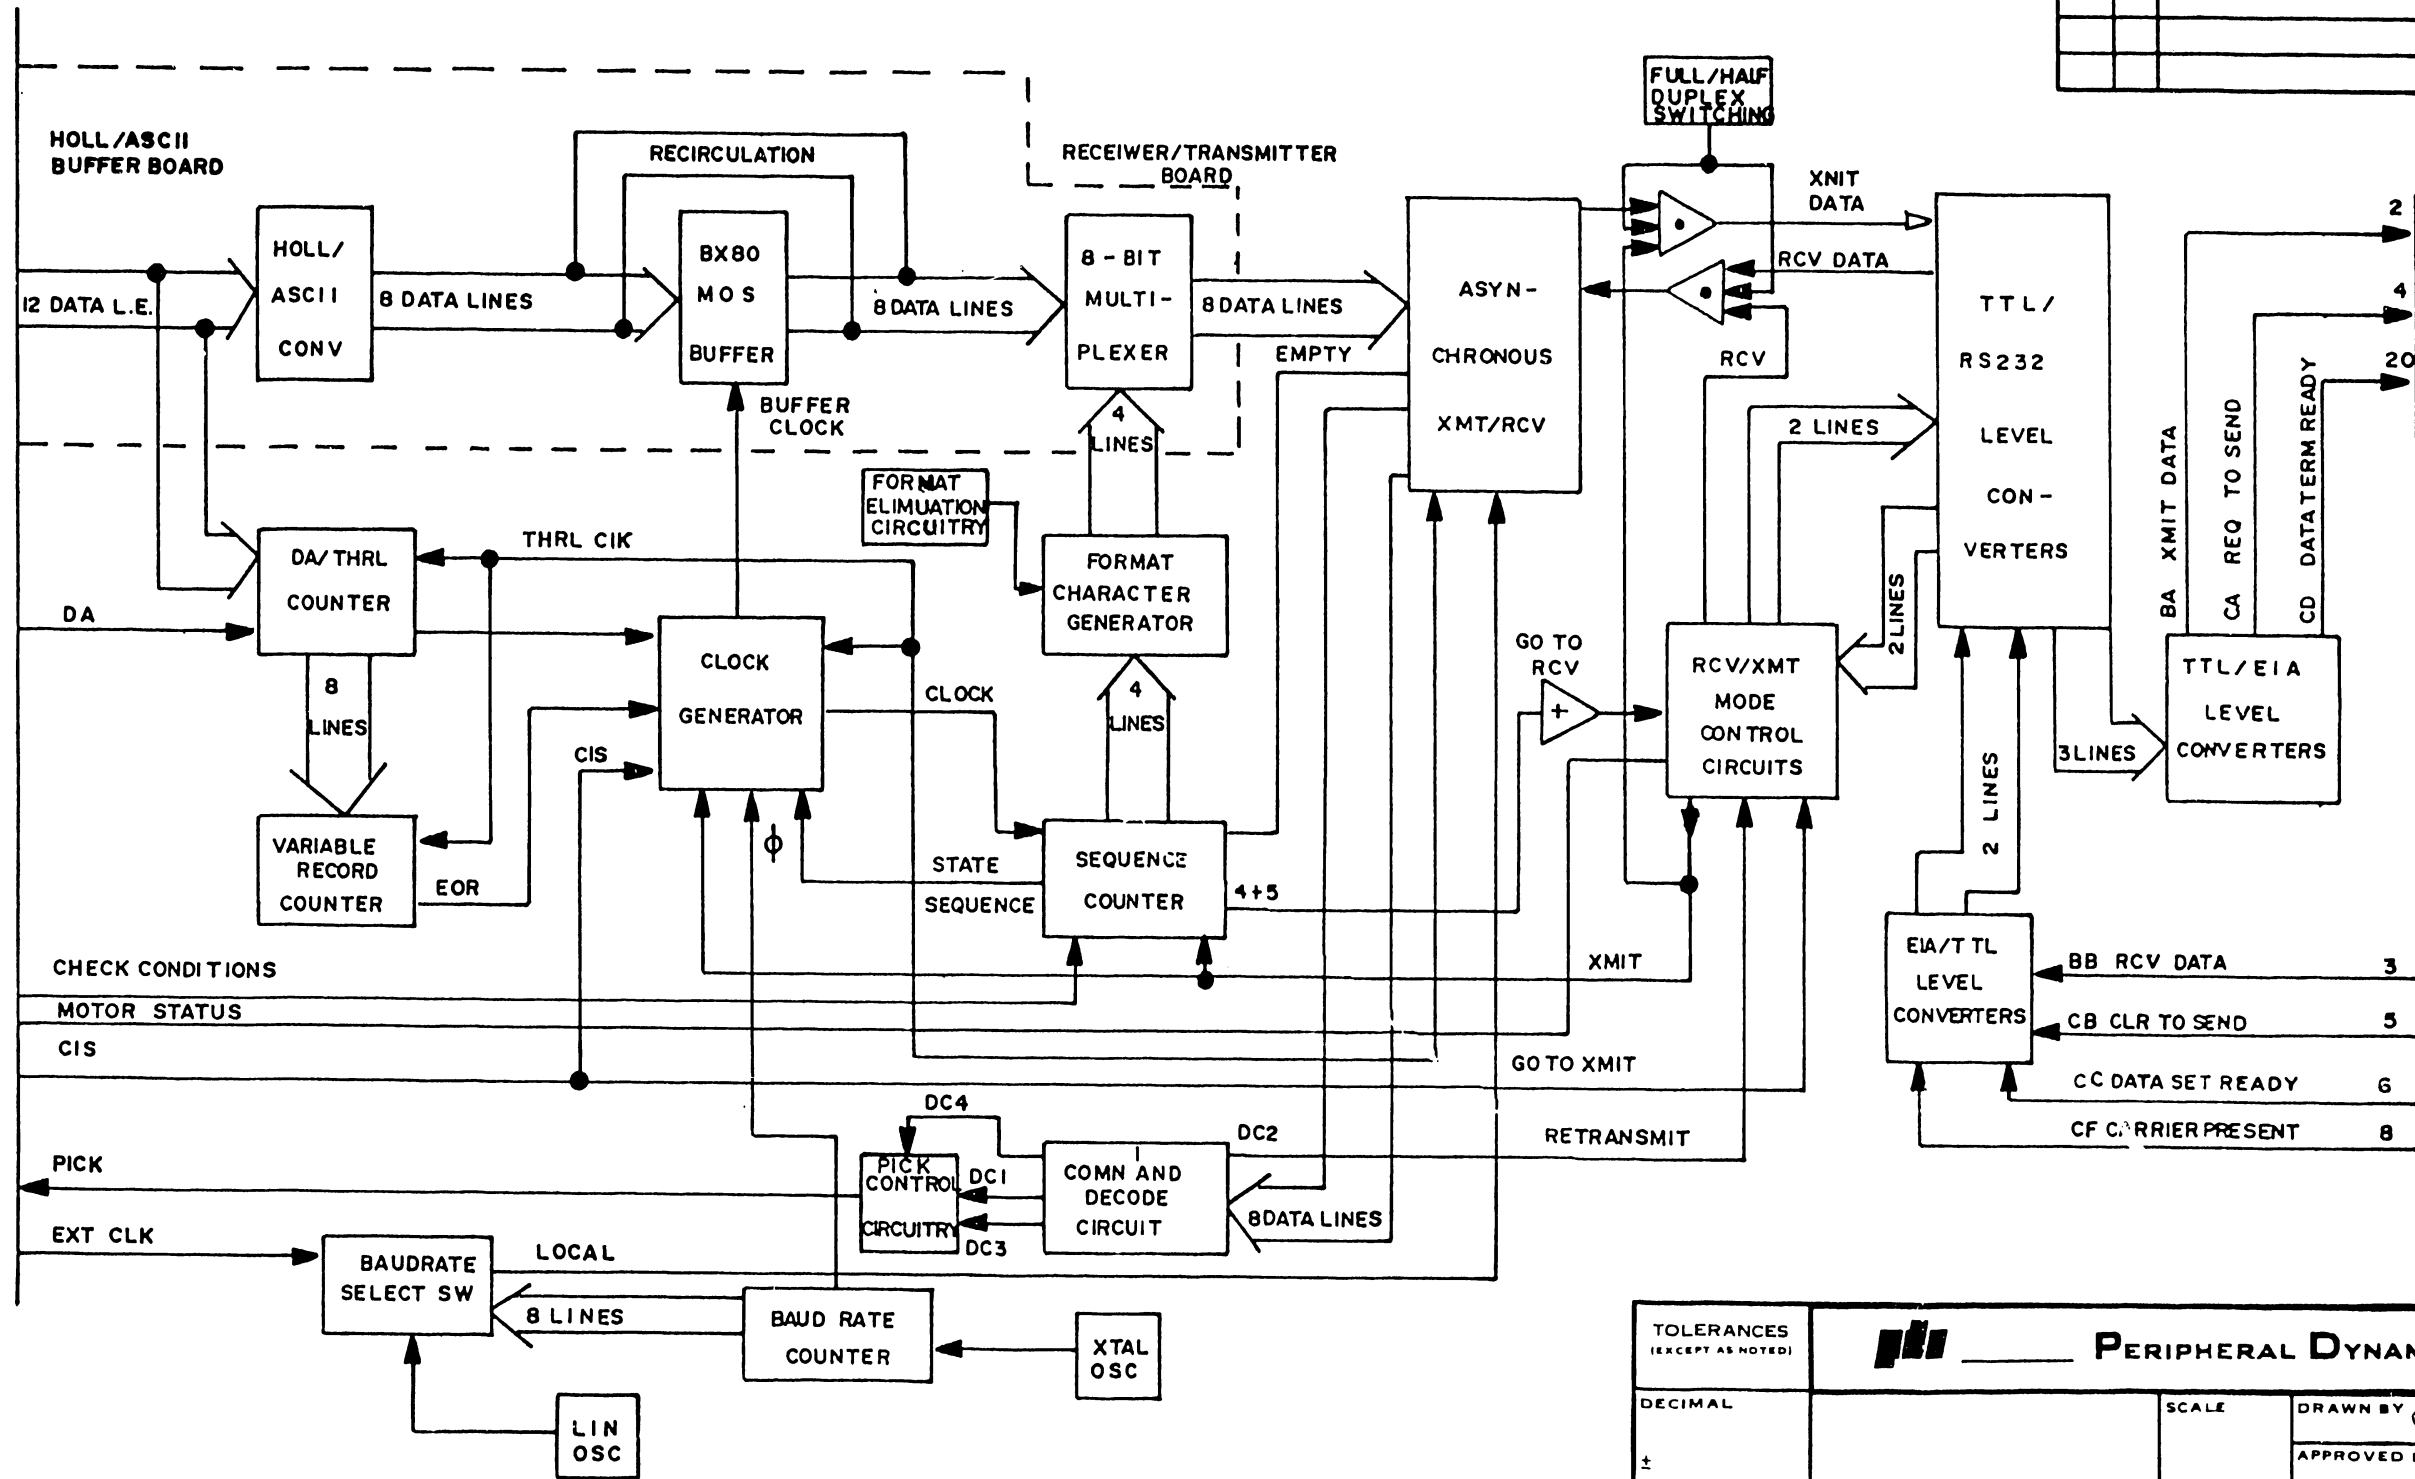 HOLL/ASCII
BUFFER BOARD
RECIRCULATION
RECEIWER/TRANSMITTER
BOARD
FULL/HALF
DUPLEX
SWITCHING
12 DATA L.E.
HOLL/
ASCII
CONV
8 DATA LINES
BX80
MOS
BUFFER
8 DATA LINES
8-BIT
MULTI-
PLEXER
8 DATA LINES
EMPTY
ASYN-
CHRONOUS
XMT/RCV
XNIT
DATA
RCV DATA
RCV
2 LINES
TTL/
RS232
LEVEL
CON-
VERTERS
2
4
20
BA XMIT DATA
CA REQ TO SEND
CD DATA TERM READY
BUFFER
CLOCK
4
LINES
FORMAT
ELIMUATION
CIRCUITRY
FORMAT
CHARACTER
GENERATOR
THRL CIK
DA/THRL
COUNTER
DA
8
LINES
CLOCK
GENERATOR
CLOCK
4
LINES
CIS
GO TO
RCV
+
RCV/XMT
MODE
CONTROL
CIRCUITS
2 LINES
2 LINES
3 LINES
TTL/EIA
LEVEL
CONVERTERS
VARIABLE
RECORD
COUNTER
EOR
ϕ
STATE
SEQUENCE
SEQUENCE
COUNTER
4+5
EIA/TTL
LEVEL
CONVERTERS
BB RCV DATA 3
CB CLR TO SEND 5
CC DATA SET READY 6
CF CARRIER PRESENT 8
CHECK CONDITIONS
XMIT
MOTOR STATUS
CIS
GO TO XMIT
DC4
DC2
RETRANSMIT
PICK
PICK
CONTROL
CIRCUITRY
DC1
DC3
COMN AND
DECODE
CIRCUIT
8 DATA LINES
EXT CLK
BAUDRATE
SELECT SW
LOCAL
8 LINES
BAUD RATE
COUNTER
XTAL
OSC
LIN
OSC
TOLERANCES
(EXCEPT AS NOTED)
DECIMAL
±
PERIPHERAL DYNAM
SCALE
DRAWN BY
APPROVED